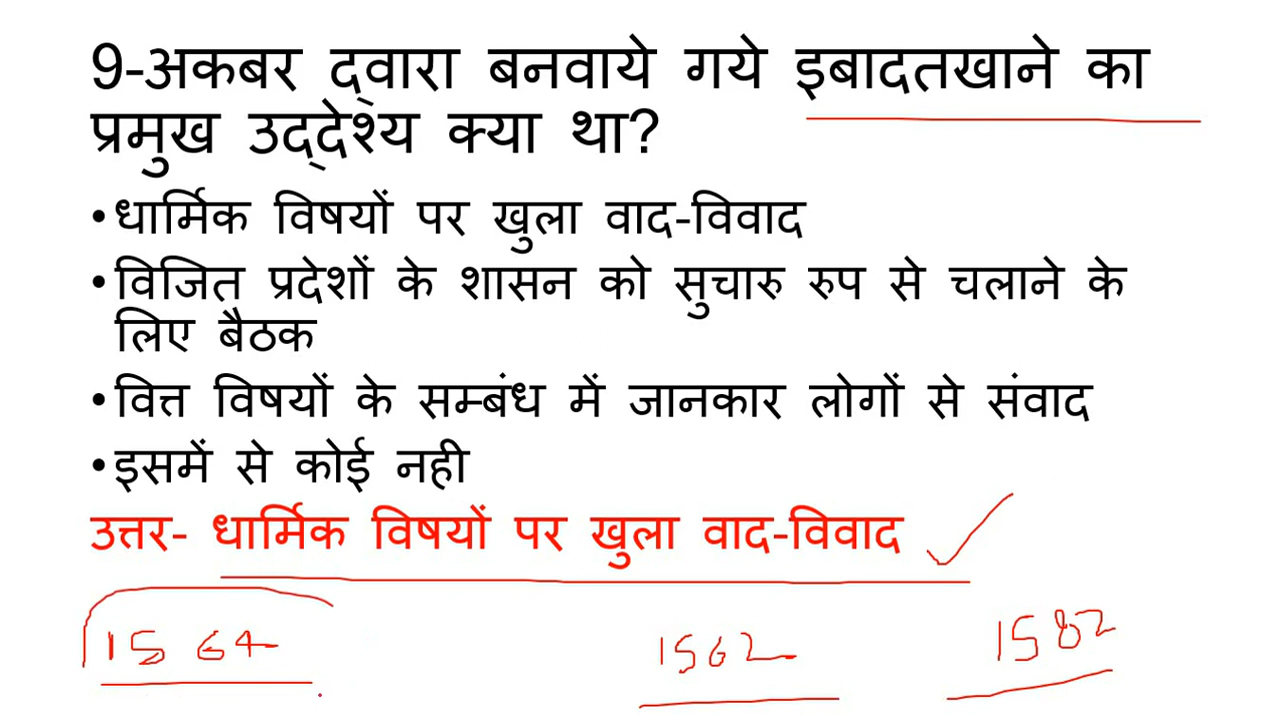 9-अकबर द्वारा बनवाये गये इबादतखाने का
प्रमुख उद्देश्य क्या था?
•धार्मिक विषयों पर खुला वाद-विवाद
•विजित प्रदेशों के शासन को सुचारु रुप से चलाने के
लिए बैठक
•वित्त विषयों के सम्बंध में जानकार लोगों से संवाद
•इसमें से कोई नही
उत्तर- धार्मिक विषयों पर खुला वाद-विवाद
1564 1562 1582